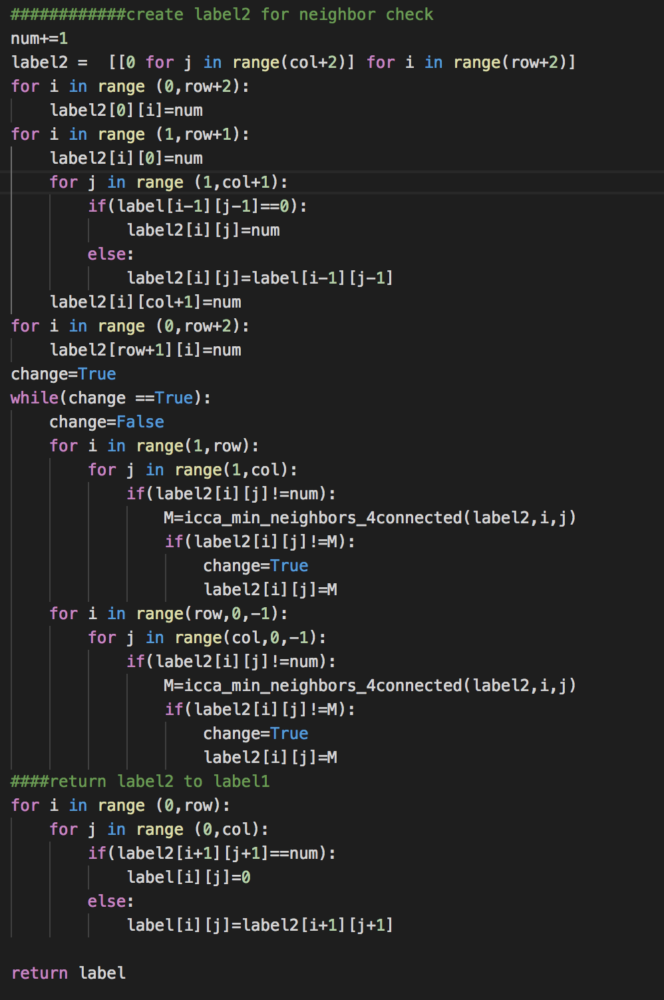 ############create label2 for neighbor check
num+=1
label2 =  [[0 for j in range(col+2)] for i in range(row+2)]
for i in range (0,row+2):
    label2[0][i]=num
for i in range (1,row+1):
    label2[i][0]=num
    for j in range (1,col+1):
        if(label[i-1][j-1]==0):
            label2[i][j]=num
        else:
            label2[i][j]=label[i-1][j-1]
    label2[i][col+1]=num
for i in range (0,row+2):
    label2[row+1][i]=num
change=True
while(change ==True):
    change=False
    for i in range(1,row):
        for j in range(1,col):
            if(label2[i][j]!=num):
                M=icca_min_neighbors_4connected(label2,i,j)
                if(label2[i][j]!=M):
                    change=True
                    label2[i][j]=M
    for i in range(row,0,-1):
        for j in range(col,0,-1):
            if(label2[i][j]!=num):
                M=icca_min_neighbors_4connected(label2,i,j)
                if(label2[i][j]!=M):
                    change=True
                    label2[i][j]=M
####return label2 to label1
for i in range (0,row):
    for j in range (0,col):
        if(label2[i+1][j+1]==num):
            label[i][j]=0
        else:
            label[i][j]=label2[i+1][j+1]

return label